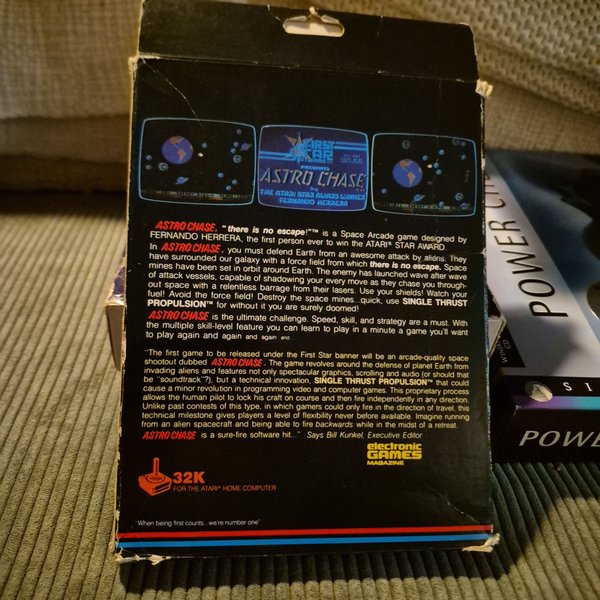 FIRST
STAR
SOFTWARE
PRESENTS
ASTRO CHASE
by
THE ATARI STAR AWARD WINNER
FERNANDO HERRERA
ASTRO CHASE, "there is no escape!"™ is a Space Arcade game designed by
FERNANDO HERRERA, the first person ever to win the ATARI® STAR AWARD.
In ASTRO CHASE, you must defend Earth from an awesome attack by aliens. They
have surrounded our galaxy with a force field from which there is no escape. Space
mines have been set in orbit around Earth. The enemy has launched wave after wave
of attack vessels, capable of shadowing your every move as they chase you through-
out space with a relentless barrage from their lasers. Use your shields! Watch your
fuel! Avoid the force field! Destroy the space mines...quick, use SINGLE THRUST
PROPULSION™ for without it you are surely doomed!
ASTRO CHASE is the ultimate challenge. Speed, skill, and strategy are a must. With
the multiple skill-level feature you can learn to play in a minute a game you'll want
to play again and again and again and...
"The first game to be released under the First Star banner will be an arcade-quality space
shootout dubbed ASTRO CHASE. The game revolves around the defense of planet Earth from
invading aliens and features not only spectacular graphics, scrolling and audio (or should that
be "soundtrack"?), but a technical innovation, SINGLE THRUST PROPULSION™ that could
cause a minor revolution in programming video and computer games. This proprietary process
allows the human pilot to lock his craft on course and then fire independently in any direction.
Unlike past contests of this type, in which gamers could only fire in the direction of travel, this
technical milestone gives players a level of flexibility never before available. Imagine running
from an alien spacecraft and being able to fire backwards while in the midst of a retreat.
ASTRO CHASE is a sure-fire software hit..." Says Bill Kunkel, Executive Editor
electronic
GAMES
MAGAZINE
32K
FOR THE ATARI® HOME COMPUTER
"When being first counts...we're number one"
POWER
SI
POWER